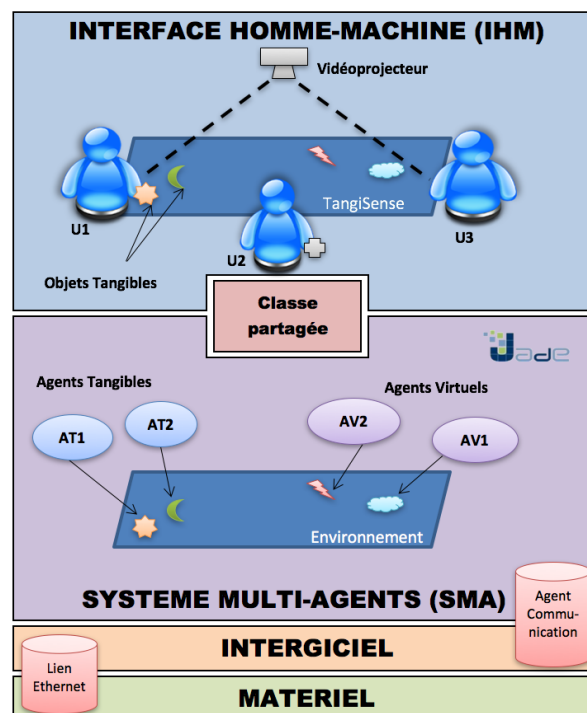 INTERFACE HOMME-MACHINE (IHM)
Vidéoprojecteur
TangiSense
U1
U2
U3
Objets Tangibles
Classe
partagée
Jade
Agents Tangibles
Agents Virtuels
AT1
AT2
AV2
AV1
Environnement
SYSTEME MULTI-AGENTS (SMA)
Agent
Commu-
nication
INTERGICIEL
Lien
Ethernet
MATERIEL